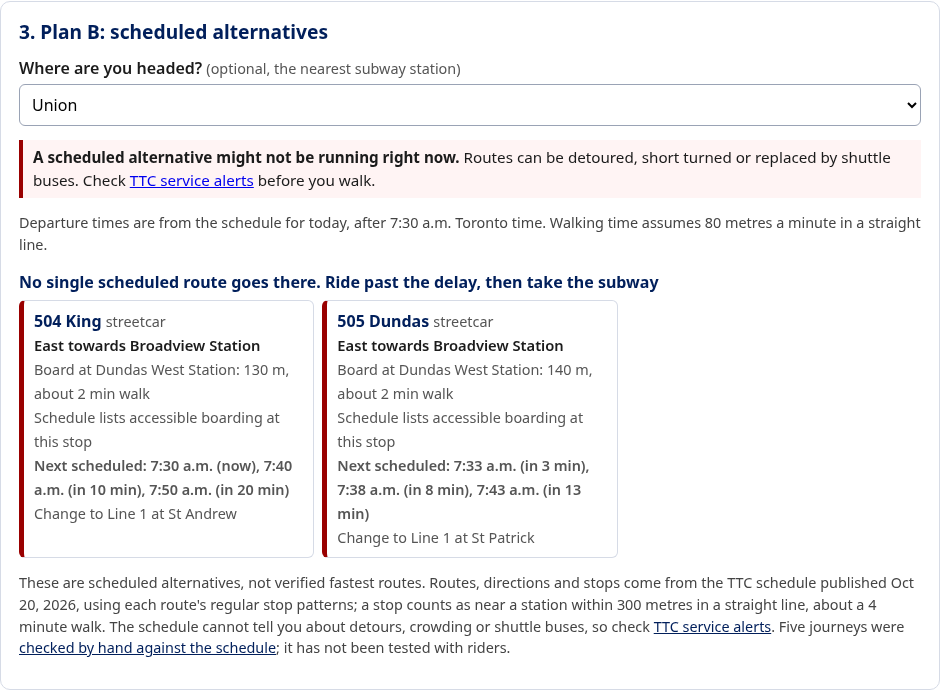 3. Plan B: scheduled alternatives
Where are you headed? (optional, the nearest subway station)
Union
A scheduled alternative might not be running right now. Routes can be detoured, short turned or replaced by shuttle
buses. Check TTC service alerts before you walk.
Departure times are from the schedule for today, after 7:30 a.m. Toronto time. Walking time assumes 80 metres a minute in a straight
line.
No single scheduled route goes there. Ride past the delay, then take the subway
504 King streetcar
East towards Broadview Station
Board at Dundas West Station: 130 m,
about 2 min walk
Schedule lists accessible boarding at
this stop
Next scheduled: 7:30 a.m. (now), 7:40
a.m. (in 10 min), 7:50 a.m. (in 20 min)
Change to Line 1 at St Andrew
505 Dundas streetcar
East towards Broadview Station
Board at Dundas West Station: 140 m,
about 2 min walk
Schedule lists accessible boarding at
this stop
Next scheduled: 7:33 a.m. (in 3 min),
7:38 a.m. (in 8 min), 7:43 a.m. (in 13
min)
Change to Line 1 at St Patrick
These are scheduled alternatives, not verified fastest routes. Routes, directions and stops come from the TTC schedule published Oct
20, 2026, using each route's regular stop patterns; a stop counts as near a station within 300 metres in a straight line, about a 4
minute walk. The schedule cannot tell you about detours, crowding or shuttle buses, so check TTC service alerts. Five journeys were
checked by hand against the schedule; it has not been tested with riders.